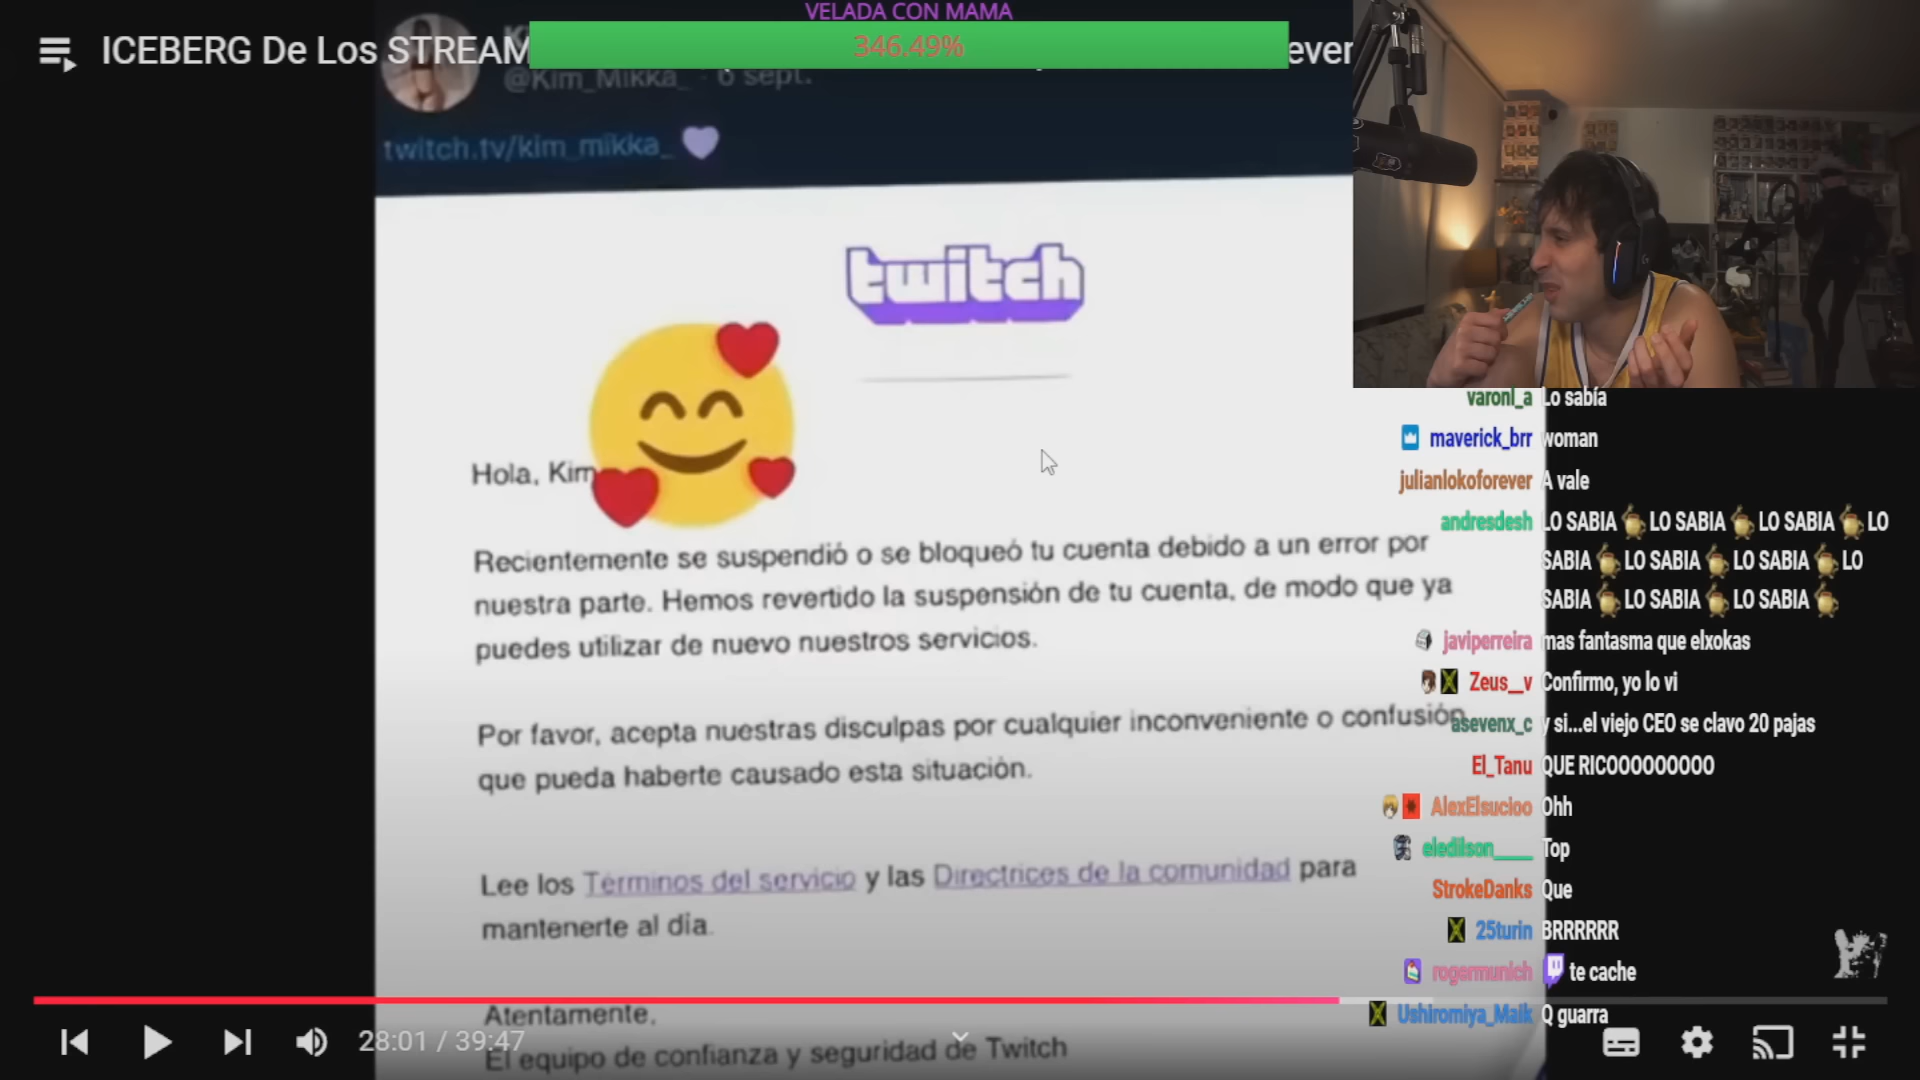 VELADA CON MAMA
346.49%
ICEBERG De Los STREAM
@Kim_Mikka_ · 6 sept.
twitch.tv/kim_mikka_
twitch
Hola, Kim
Recientemente se suspendió o se bloqueó tu cuenta debido a un error por
nuestra parte. Hemos revertido la suspensión de tu cuenta, de modo que ya
puedes utilizar de nuevo nuestros servicios.
Por favor, acepta nuestras disculpas por cualquier inconveniente o confusión
que pueda haberte causado esta situación.
Lee los Términos del servicio y las Directrices de la comunidad para
mantenerte al día.
Atentamente,
El equipo de confianza y seguridad de Twitch
28:01 / 39:47
varonl_a Lo sabía
maverick_brr woman
julianlokoforever A vale
andresdesh LO SABIA LO SABIA LO SABIA LO
SABIA LO SABIA LO SABIA LO
SABIA LO SABIA LO SABIA
javiperreira mas fantasma que elxokas
Zeus__v Confirmo, yo lo vi
asevenx_c y si...el viejo CEO se clavo 20 pajas
El_Tanu QUE RICOOOOOOOOO
AlexElsucioo Ohh
eledilson____ Top
StrokeDanks Que
25turin BRRRRRR
rogermunich te cache
Ushiromiya_Maik Q guarra